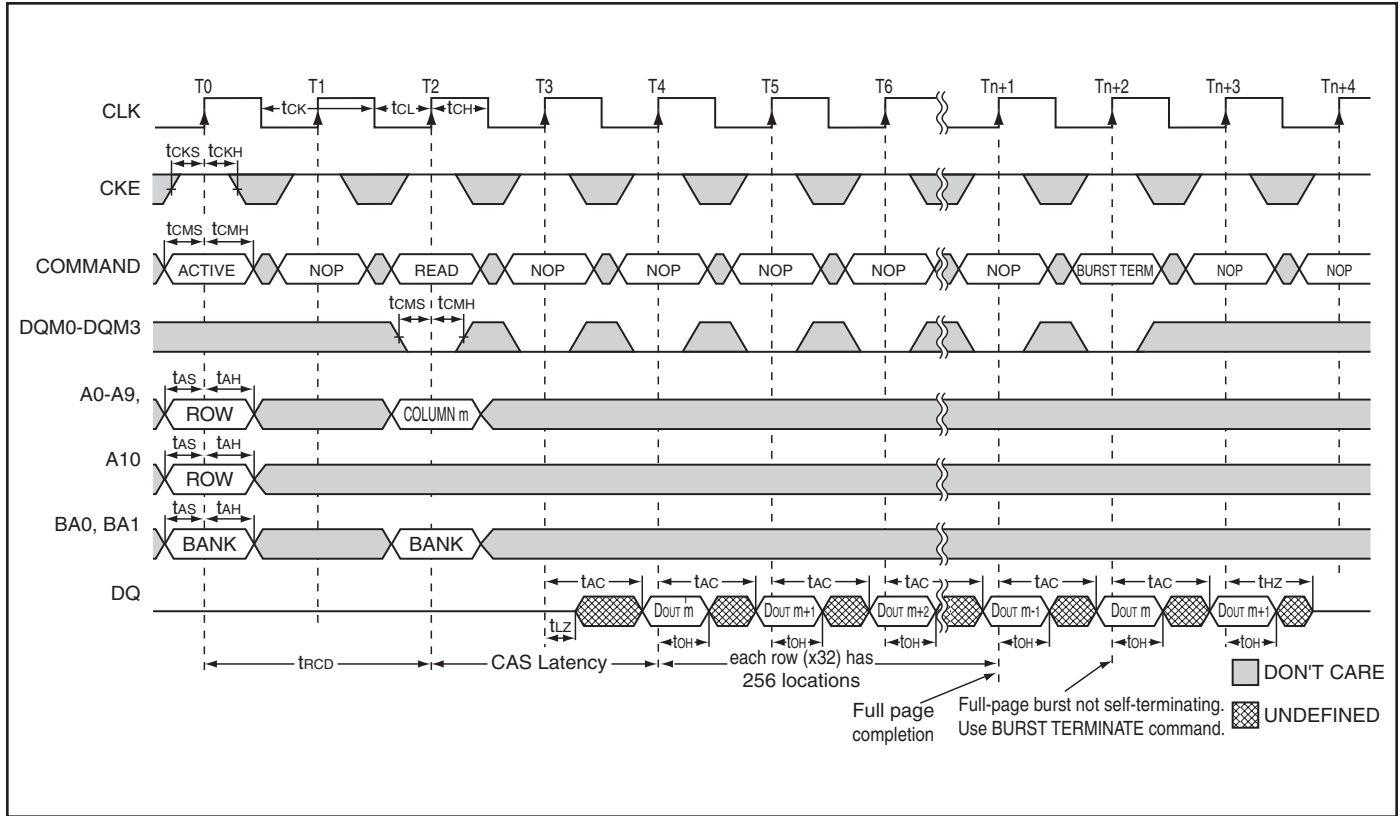 T0 T1 T2 T3 T4 T5 T6 Tn+1 Tn+2 Tn+3 Tn+4
CLK tCK tCL tCH
tCKS tCKH
CKE
tCMS tCMH
COMMAND ACTIVE NOP READ NOP NOP NOP NOP NOP BURST TERM NOP NOP
tCMS tCMH
DQM0-DQM3
tAS tAH
A0-A9, ROW COLUMN m
tAS tAH
A10 ROW
tAS tAH
BA0, BA1 BANK BANK
tAC tAC tAC tAC tAC tAC tHZ
DQ DOUT m DOUT m+1 DOUT m+2 DOUT m-1 DOUT m DOUT m+1
tLZ tOH tOH tOH tOH tOH tOH
tRCD CAS Latency each row (x32) has
256 locations
Full page
completion
Full-page burst not self-terminating.
Use BURST TERMINATE command.
DON'T CARE
UNDEFINED